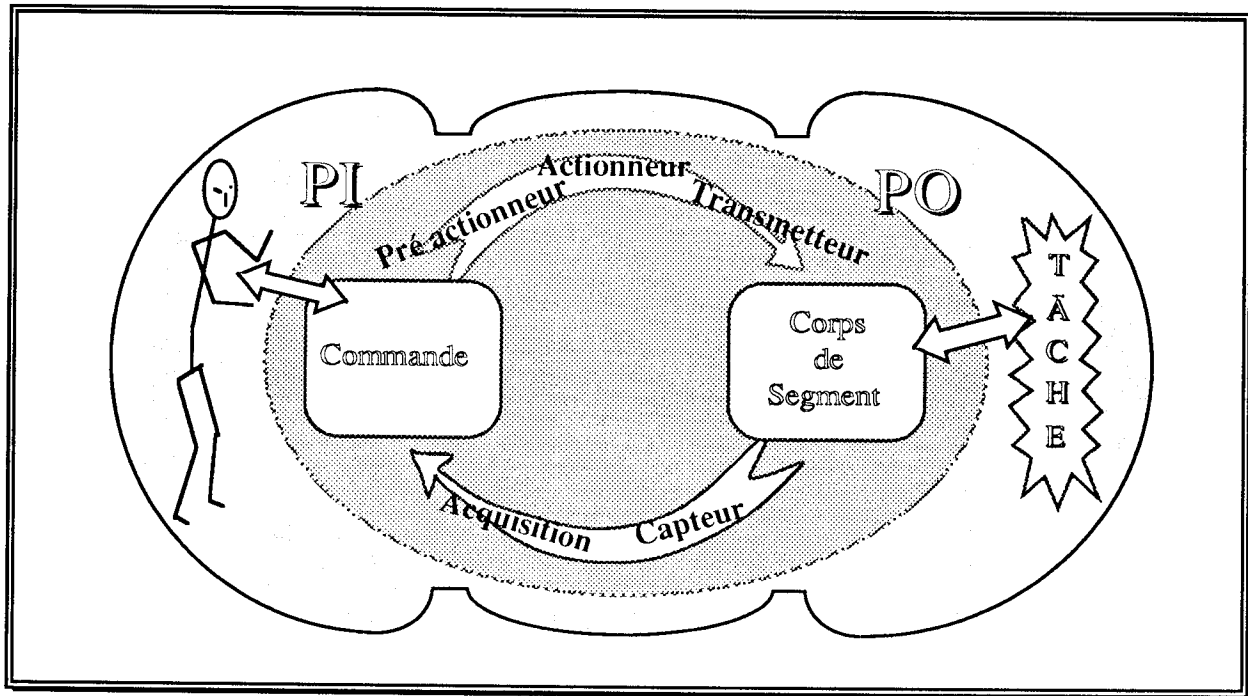 PI
Actionneur
PO
Pré actionneur
Transmetteur
Commande
Corps
de
Segment
T
A
C
H
E
Acquisition
Capteur